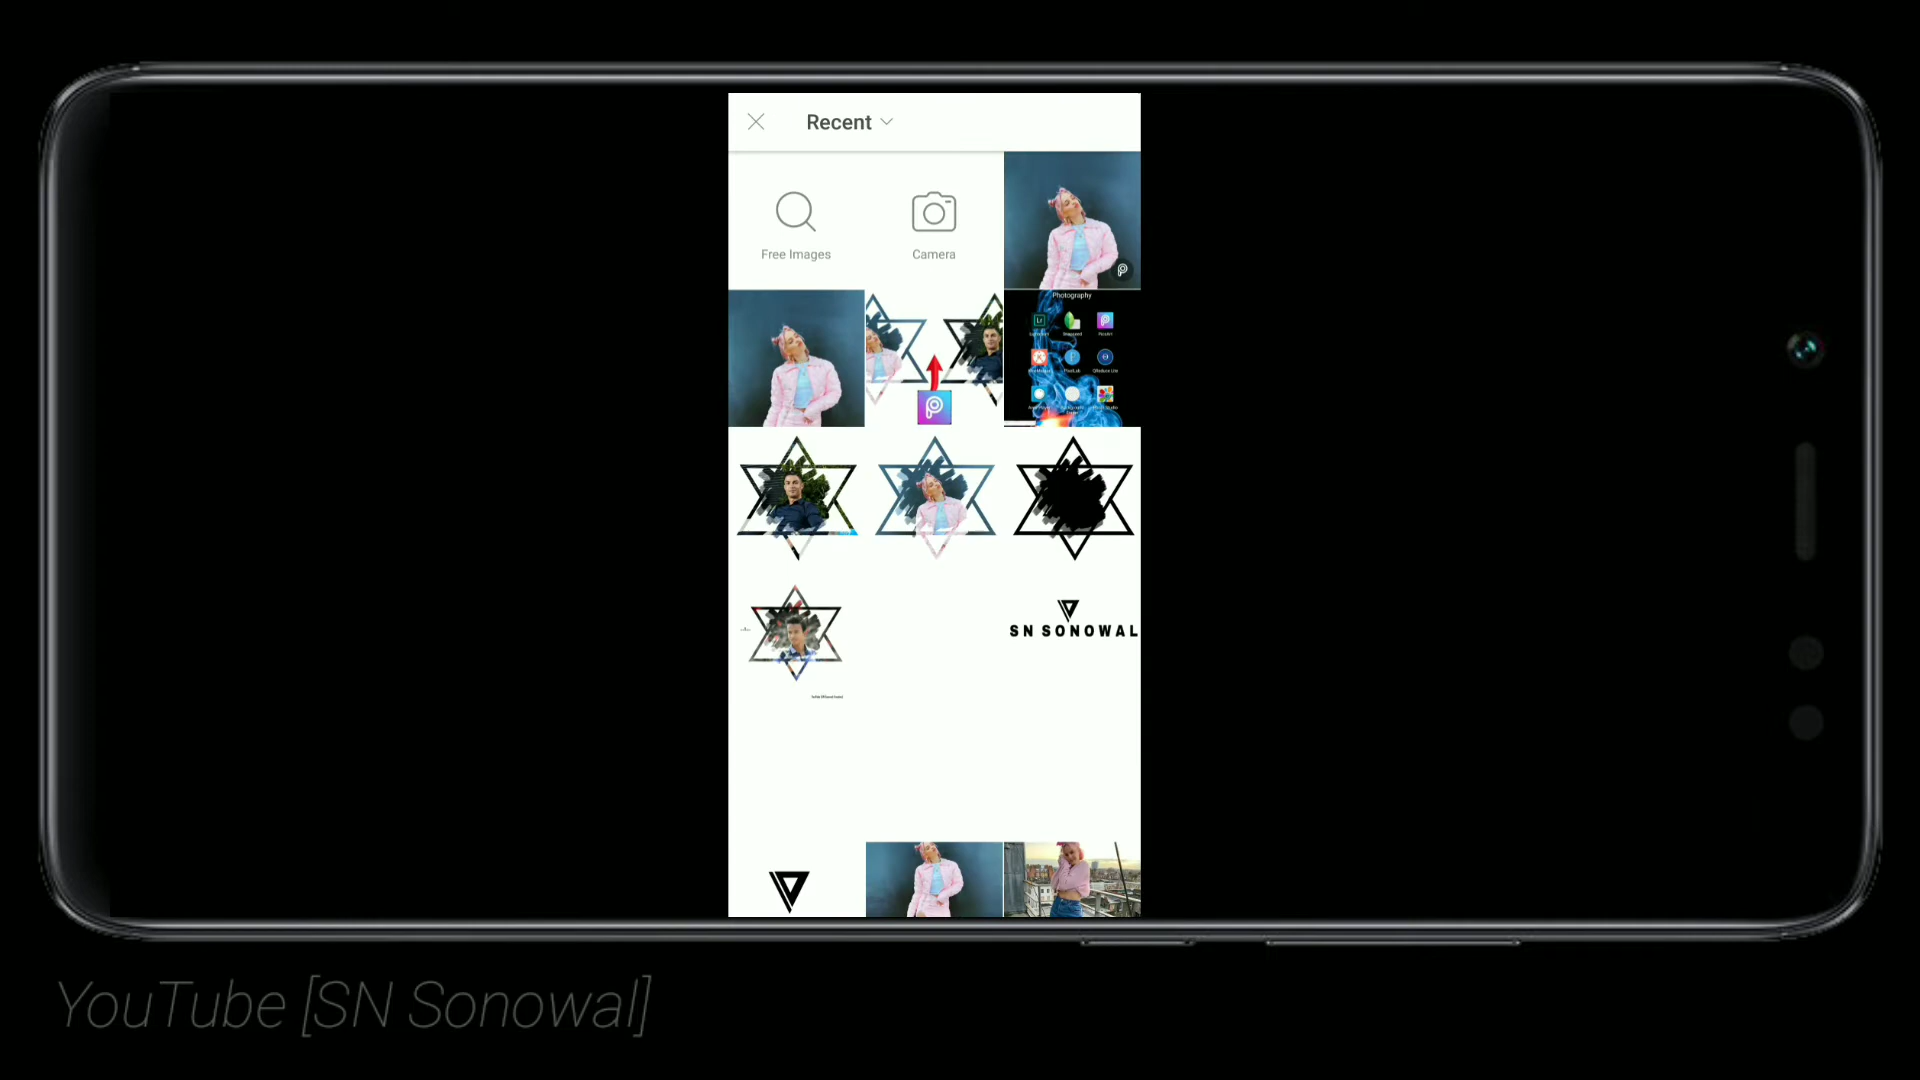 Recent
Free Images
Camera
Photography
SN SONOWAL
YouTube [SN Sonowal]